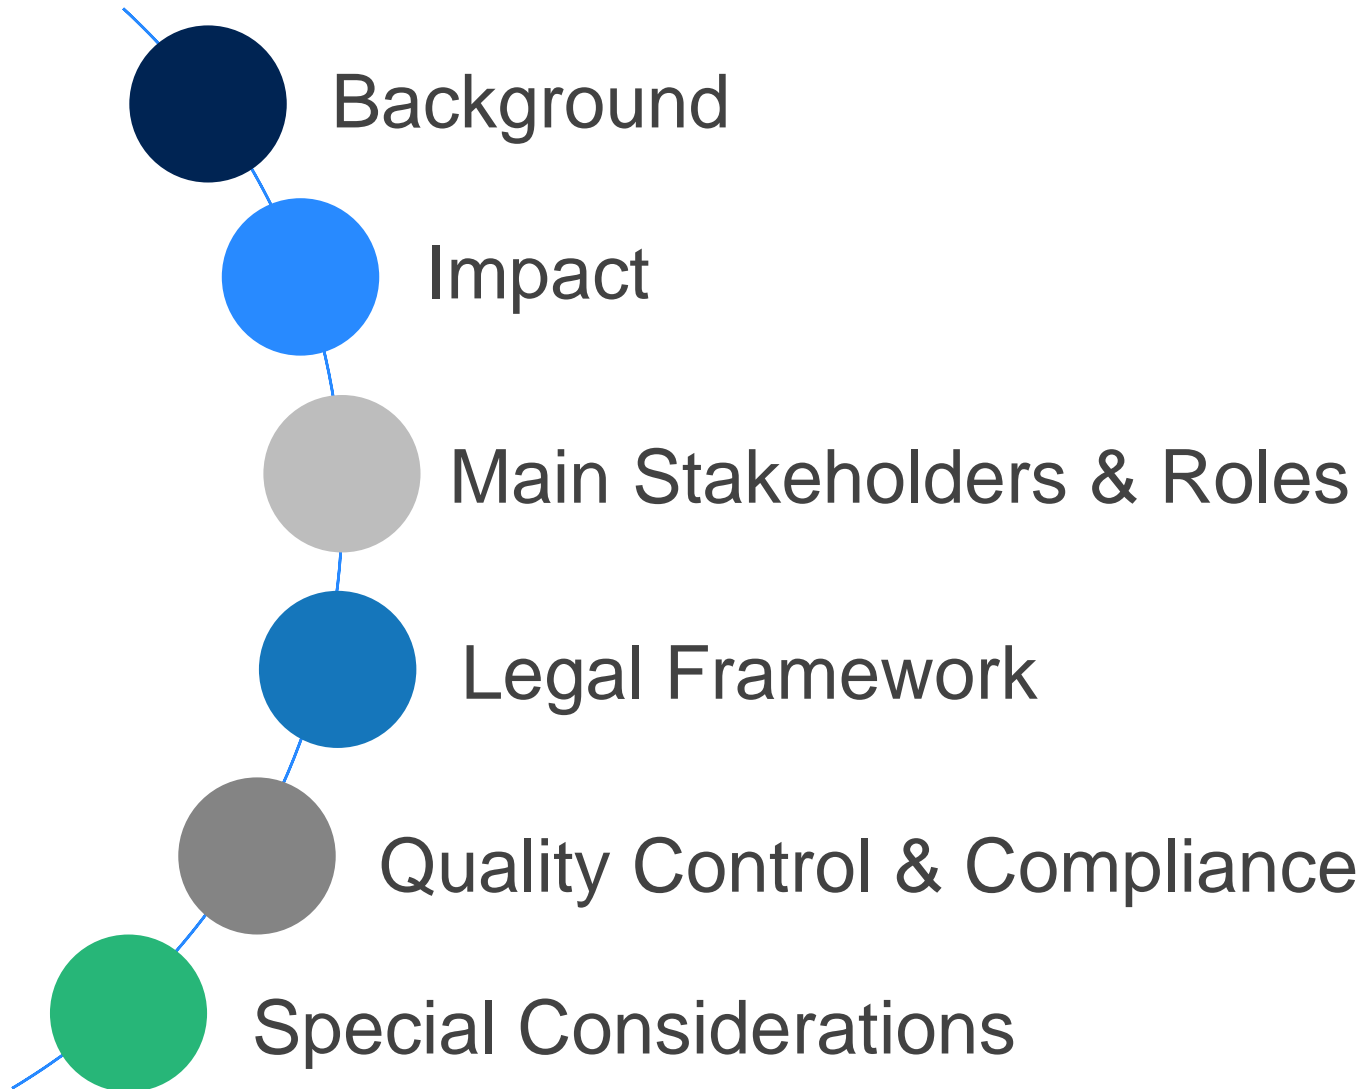 Background
Impact
Main Stakeholders & Roles
Legal Framework
Quality Control & Compliance
Special Considerations